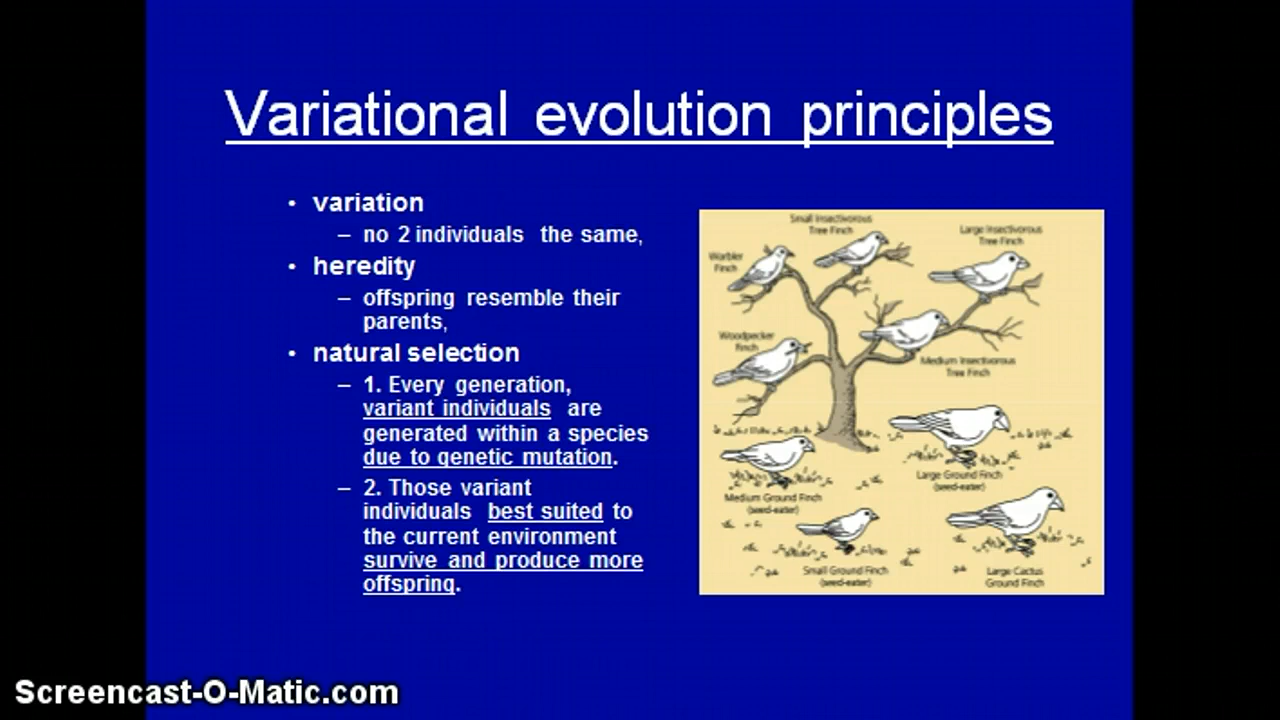 Variational evolution principles
• variation
– no 2 individuals the same,
• heredity
– offspring resemble their
parents,
• natural selection
– 1. Every generation,
variant individuals are
generated within a species
due to genetic mutation.
– 2. Those variant
individuals best suited to
the current environment
survive and produce more
offspring.
Small Insectivorous
Tree Finch
Large Insectivorous
Tree Finch
Warbler
Finch
Woodpecker
Finch
Medium Insectivorous
Tree Finch
Large Ground Finch
(seed-eater)
Medium Ground Finch
(seed-eater)
Small Ground Finch
(seed-eater)
Large Cactus
Ground Finch
Screencast-O-Matic.com